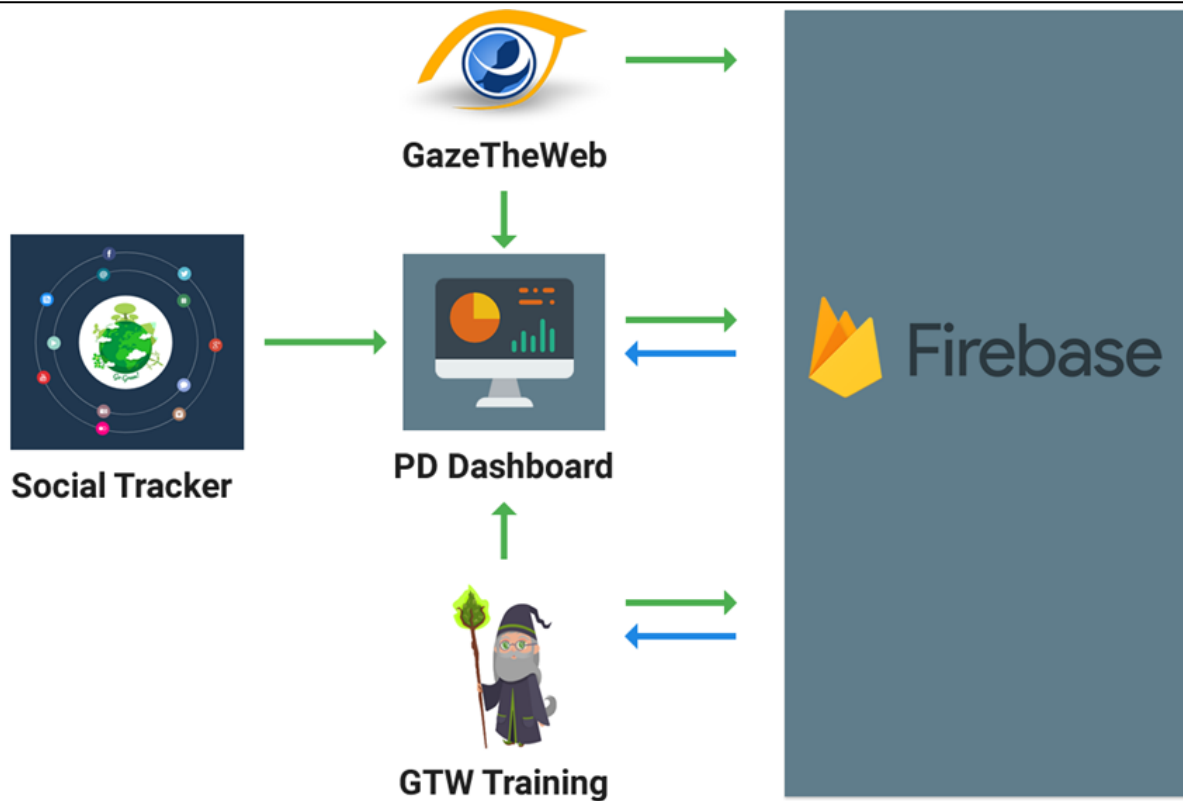 GazeTheWeb
Social Tracker
PD Dashboard
Firebase
GTW Training